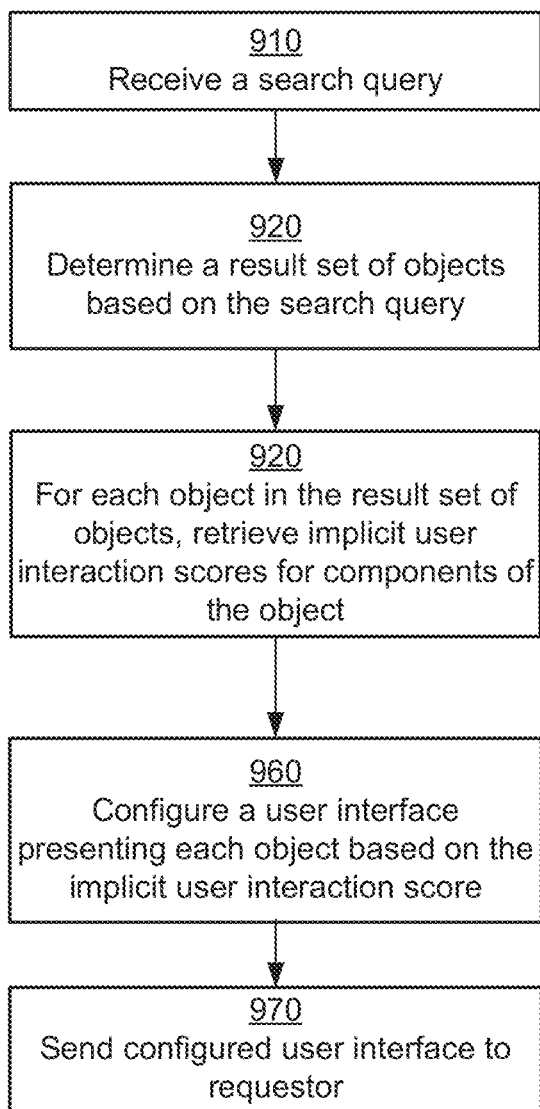 910
Receive a search query
920
Determine a result set of objects
based on the search query
920
For each object in the result set of
objects, retrieve implicit user
interaction scores for components of
the object
960
Configure a user interface
presenting each object based on the
implicit user interaction score
970
Send configured user interface to
requestor